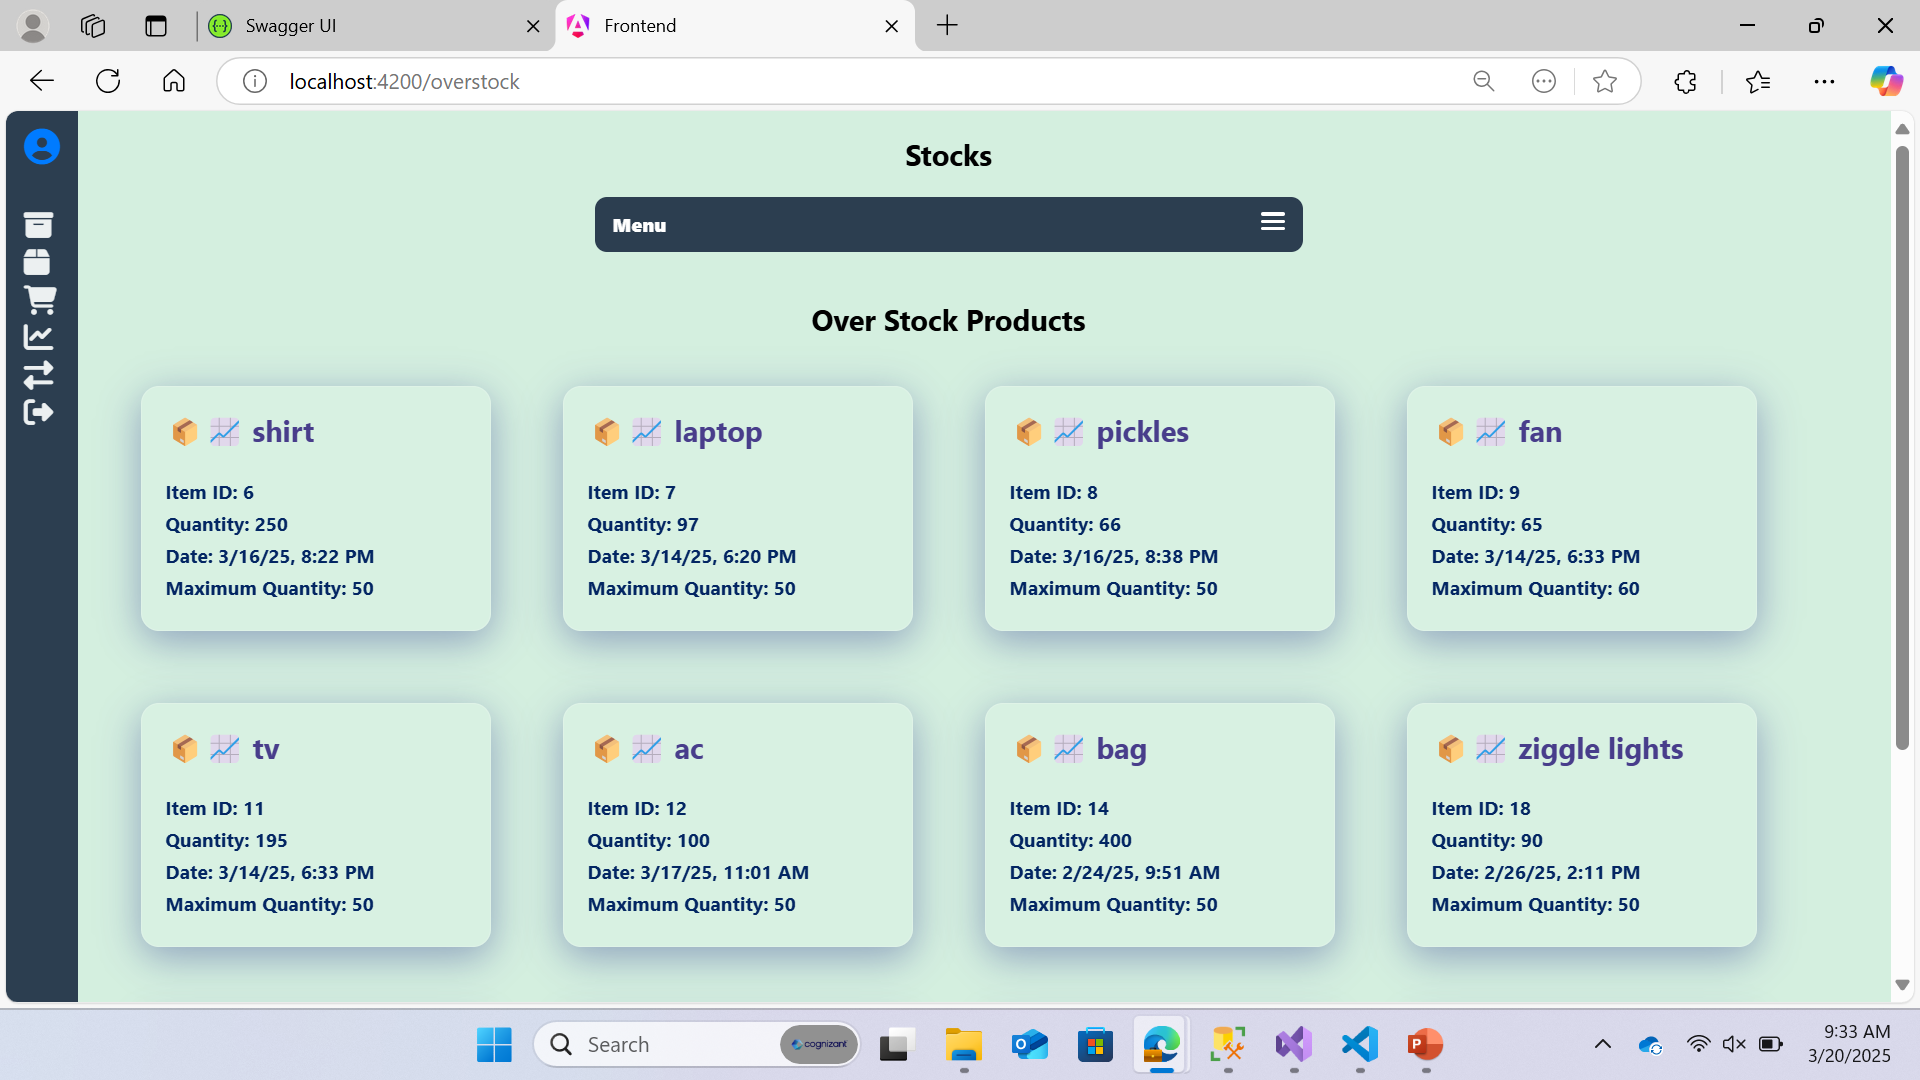 Swagger UI
Frontend
localhost:4200/overstock
Stocks
Menu
Over Stock Products
shirt
Item ID: 6
Quantity: 250
Date: 3/16/25, 8:22 PM
Maximum Quantity: 50
laptop
Item ID: 7
Quantity: 97
Date: 3/14/25, 6:20 PM
Maximum Quantity: 50
pickles
Item ID: 8
Quantity: 66
Date: 3/16/25, 8:38 PM
Maximum Quantity: 50
fan
Item ID: 9
Quantity: 65
Date: 3/14/25, 6:33 PM
Maximum Quantity: 60
tv
Item ID: 11
Quantity: 195
Date: 3/14/25, 6:33 PM
Maximum Quantity: 50
ac
Item ID: 12
Quantity: 100
Date: 3/17/25, 11:01 AM
Maximum Quantity: 50
bag
Item ID: 14
Quantity: 400
Date: 2/24/25, 9:51 AM
Maximum Quantity: 50
ziggle lights
Item ID: 18
Quantity: 90
Date: 2/26/25, 2:11 PM
Maximum Quantity: 50
Search
cognizant
9:33 AM
3/20/2025